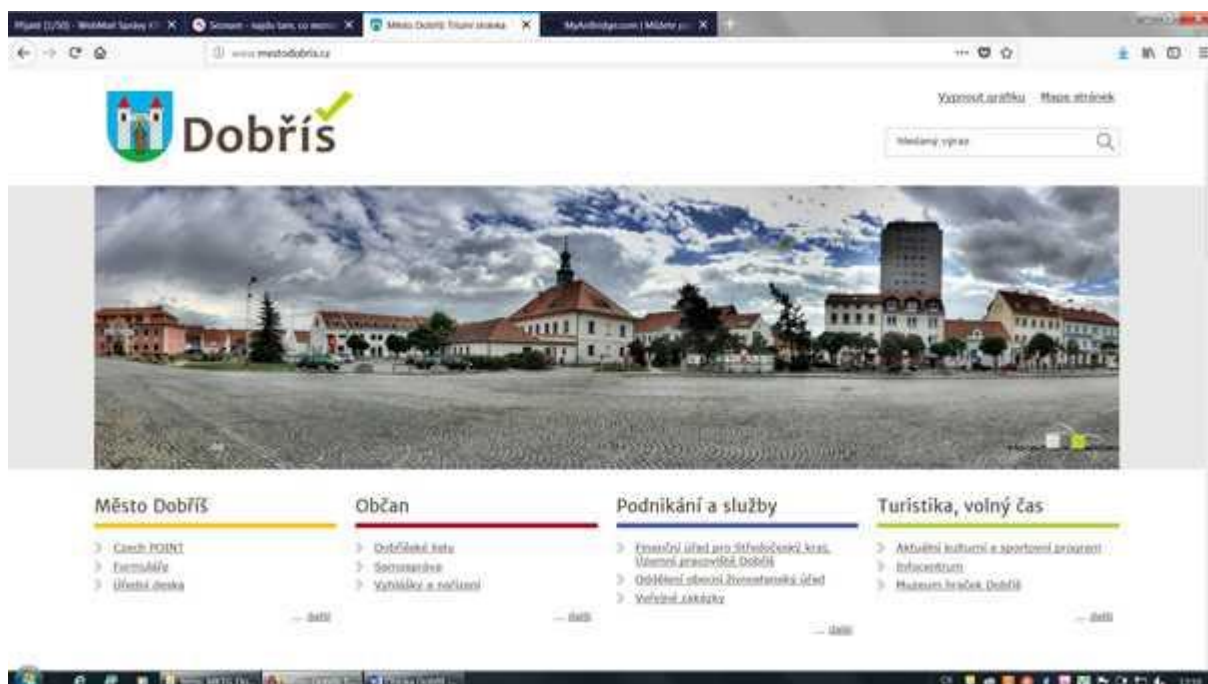 www.mestodobris.cz
Dobříš
Vypnout grafiku Mapa stránek
hledaný výraz
Město Dobříš
Občan
Podnikání a služby
Turistika, volný čas
Czech POINT
Formuláře
Úřední deska
... další
Dobříšské listy
Samospráva
Vyhlášky a nařízení
... další
Finanční úřad pro Středočeský kraj,
Územní pracoviště Dobříš
Oddělení obecní živnostenský úřad
Veřejné zakázky
... další
Aktuální kulturní a sportovní program
Infocentrum
Muzeum hraček Dobříš
... další